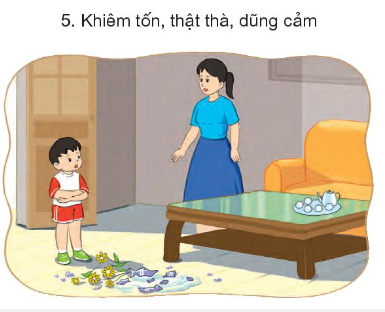 5. Khiêm tốn, thật thà, dũng cảm